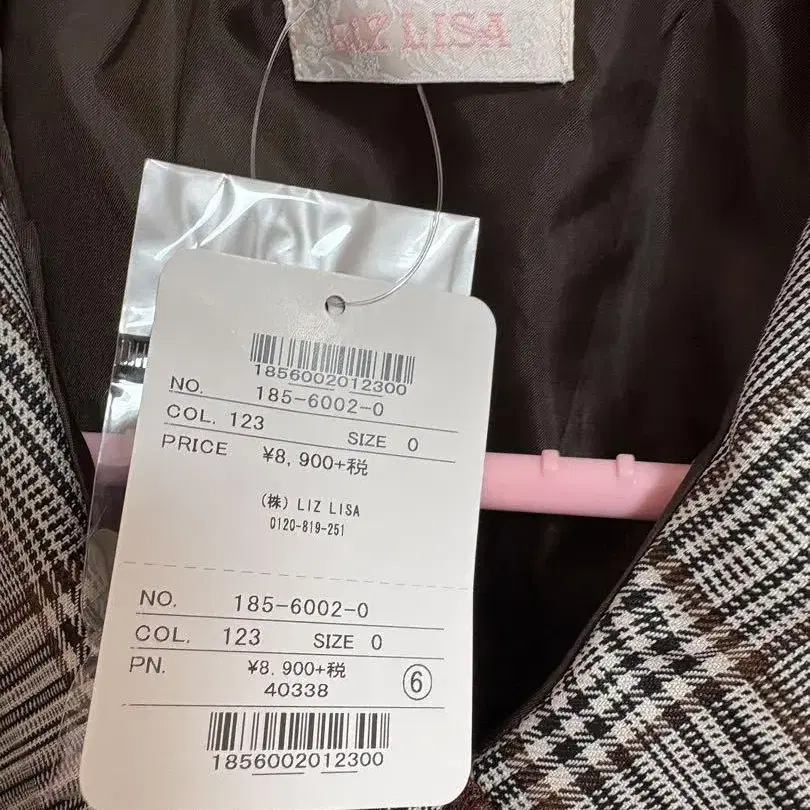 LIZ LISA
1856002012300
NO. 185-6002-0
COL. 123 SIZE 0
PRICE ¥8,900+税
(株) LIZ LISA
0120-819-251
NO. 185-6002-0
COL. 123 SIZE 0
PN. ¥8,900+税
40338 ⑥
1856002012300